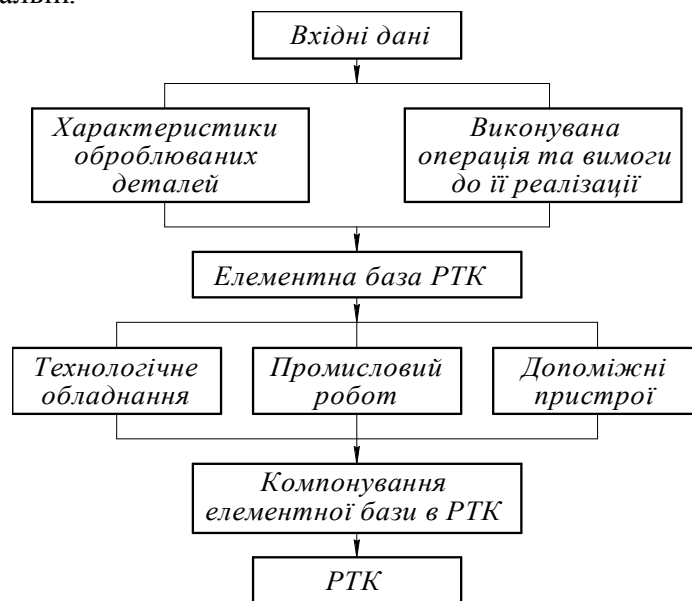 Вхідні дані
Характеристики
оброблюваних
деталей
Виконувана
операція та вимоги
до її реалізації
Елементна база РТК
Технологічне
обладнання
Промисловий
робот
Допоміжні
пристрої
Компонування
елементної бази в РТК
РТК